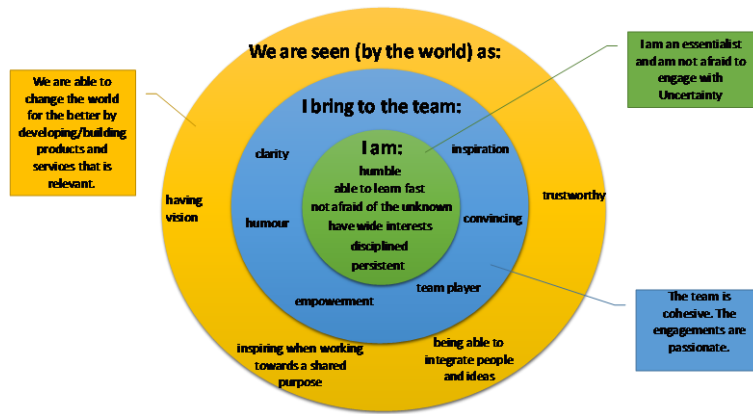 We are seen (by the world) as:
I am an essentialist
and am not afraid to
engage with
Uncertainty
We are able to
change the world
for the better by
developing/building
products and
services that is
relevant.
I bring to the team:
I am:
humble
able to learn fast
not afraid of the unknown
have wide interests
disciplined
persistent
clarity
inspiration
humour
convincing
empowerment
team player
having
vision
trustworthy
inspiring when working
towards a shared
purpose
being able to
integrate people
and ideas
The team is
cohesive. The
engagements are
passionate.